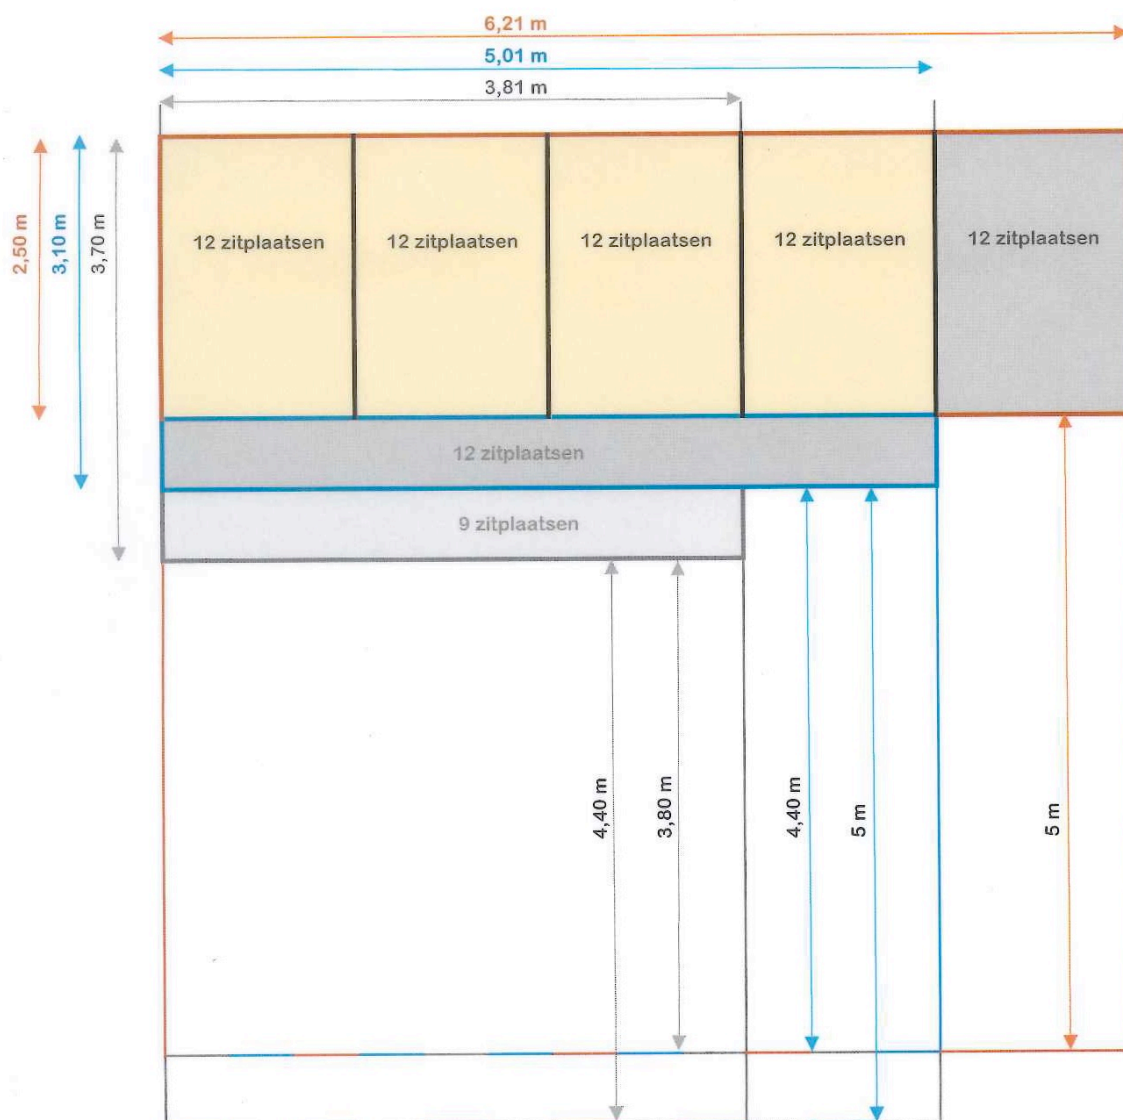 6,21 m
5,01 m
3,81 m
2,50 m
3,10 m
3,70 m
12 zitplaatsen
12 zitplaatsen
12 zitplaatsen
12 zitplaatsen
12 zitplaatsen
12 zitplaatsen
9 zitplaatsen
4,40 m
3,80 m
4,40 m
5 m
5 m